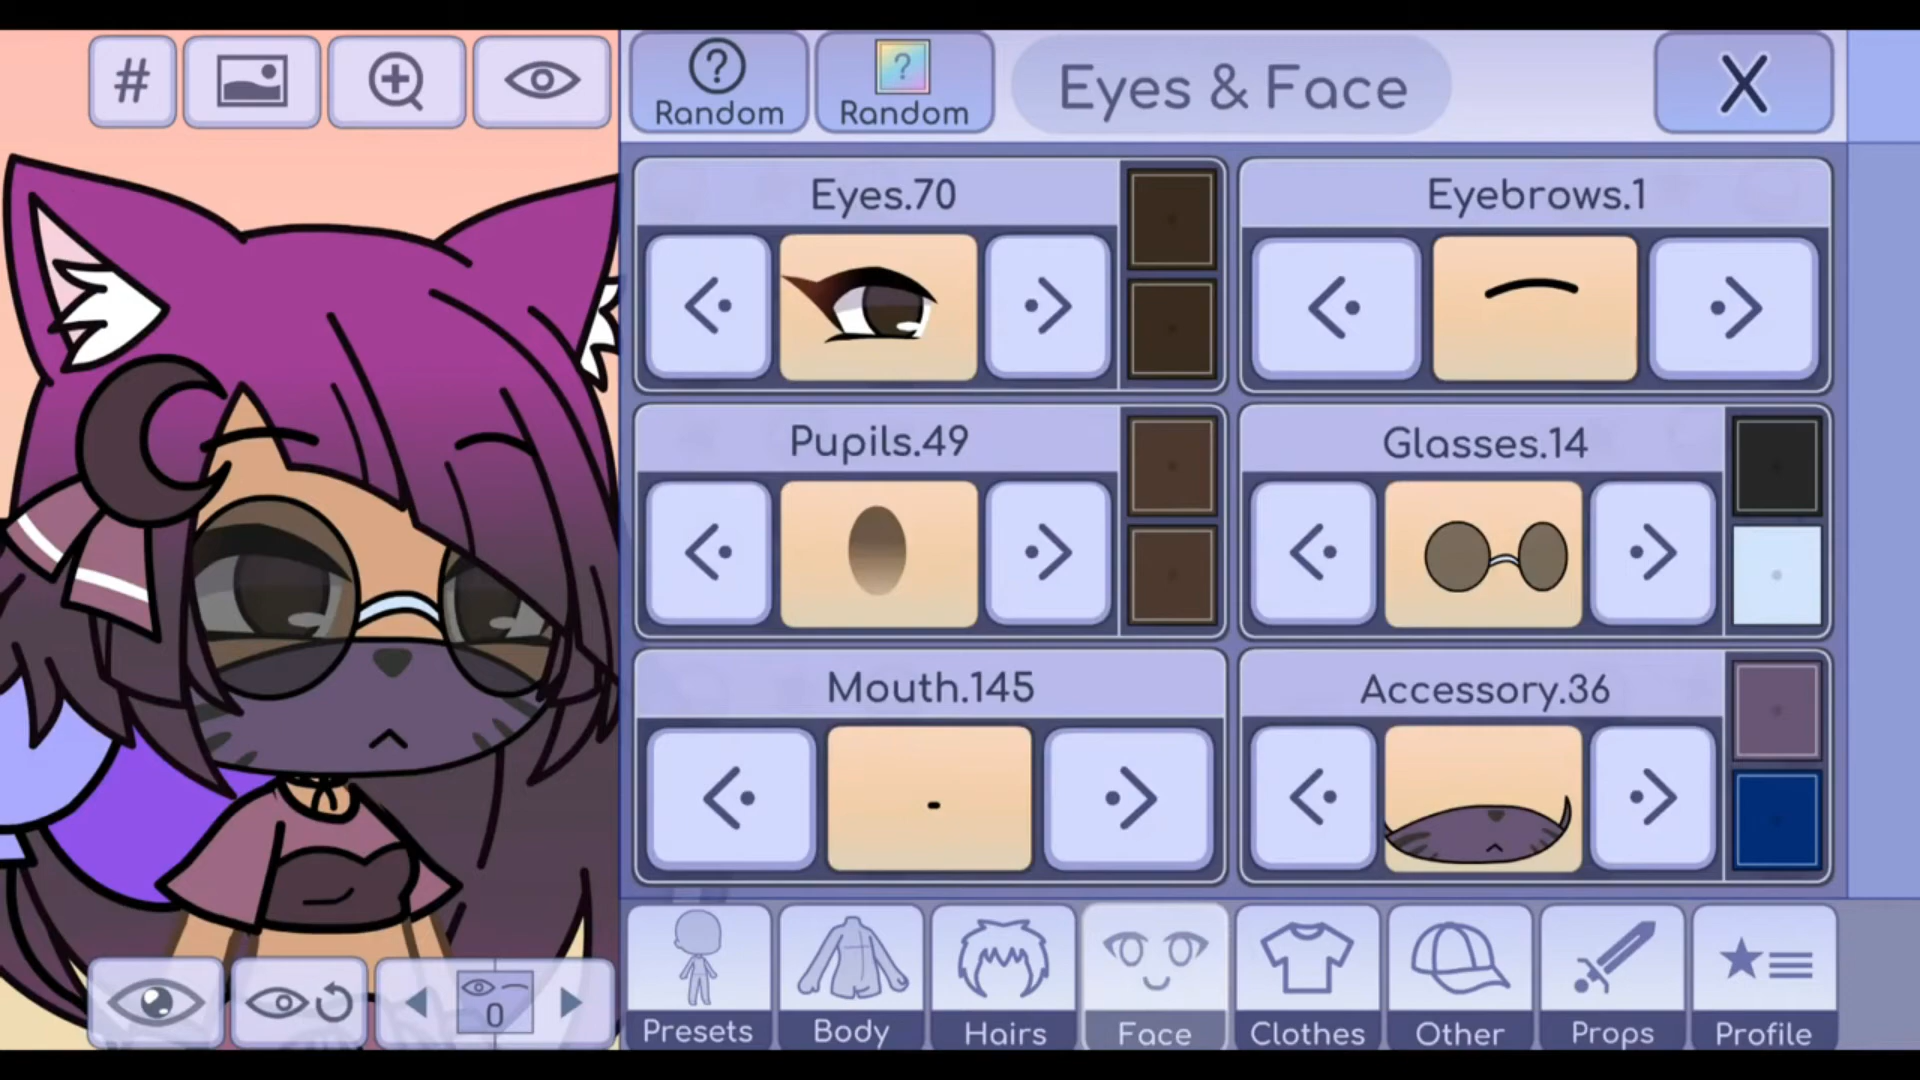 #
? Random
? Random
Eyes & Face
X
Eyes.70
Eyebrows.1
Pupils.49
Glasses.14
Mouth.145
Accessory.36
0
Presets
Body
Hairs
Face
Clothes
Other
Props
Profile